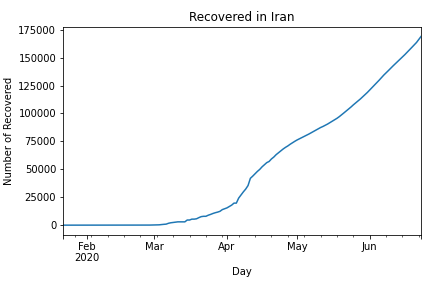 Recovered in Iran
Number of Recovered
175000
150000
125000
100000
75000
50000
25000
0
Feb
2020
Mar
Apr
May
Jun
Day